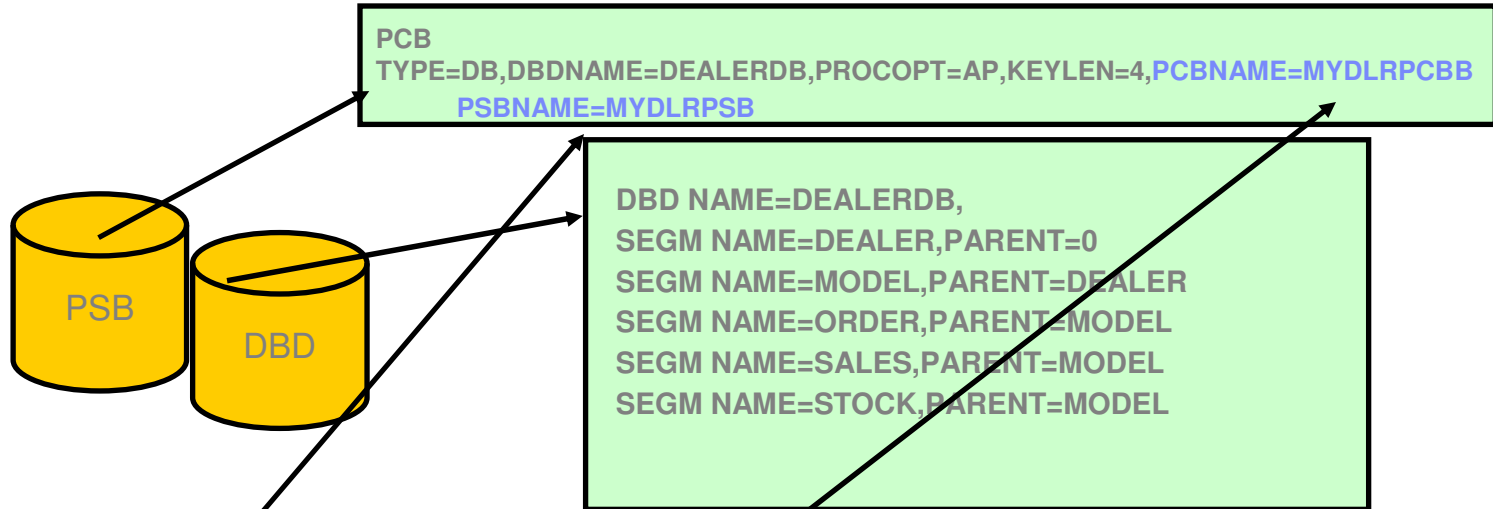 PCB
TYPE=DB,DBDNAME=DEALERDB,PROCOPT=AP,KEYLEN=4,PCBNAME=MYDLRPCBB
PSBNAME=MYDLRPSB
DBD NAME=DEALERDB,
SEGM NAME=DEALER,PARENT=0
SEGM NAME=MODEL,PARENT=DEALER
SEGM NAME=ORDER,PARENT=MODEL
SEGM NAME=SALES,PARENT=MODEL
SEGM NAME=STOCK,PARENT=MODEL
PSB
DBD